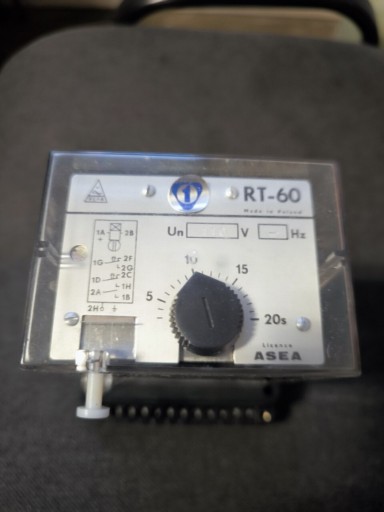 1
RT-60
Made in Poland
Un V Hz
1A 2B
+
1G 2F
2G
1D 2C
2A 1H
1B
2H
5
10
15
20s
Licence
ASEA